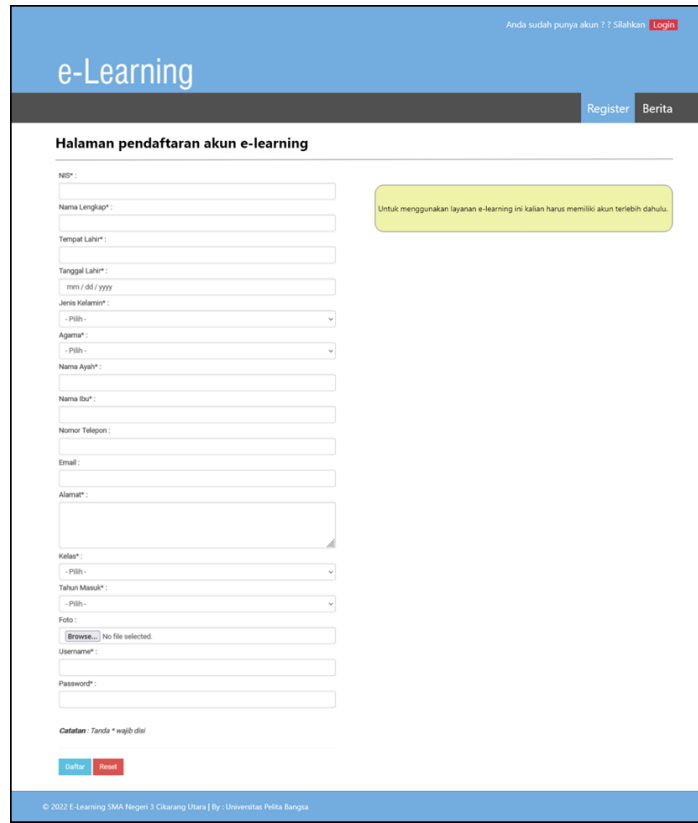 Anda sudah punya akun ? ? Silahkan Login
e-Learning
Register Berita
Halaman pendaftaran akun e-learning
NIS* :
Untuk menggunakan layanan e-learning ini kalian harus memiliki akun terlebih dahulu.
Nama Lengkap* :
Tempat Lahir* :
Tanggal Lahir* :
mm / dd / yyyy
Jenis Kelamin* :
- Pilih -
Agama* :
- Pilih -
Nama Ayah* :
Nama Ibu* :
Nomor Telepon :
Email :
Alamat* :
Kelas* :
- Pilih -
Tahun Masuk* :
- Pilih -
Foto :
Browse... No file selected.
Username* :
Password* :
Catatan : Tanda * wajib disi
Daftar Reset
© 2022 E-Learning SMA Negeri 3 Cikarang Utara | By : Universitas Pelita Bangsa